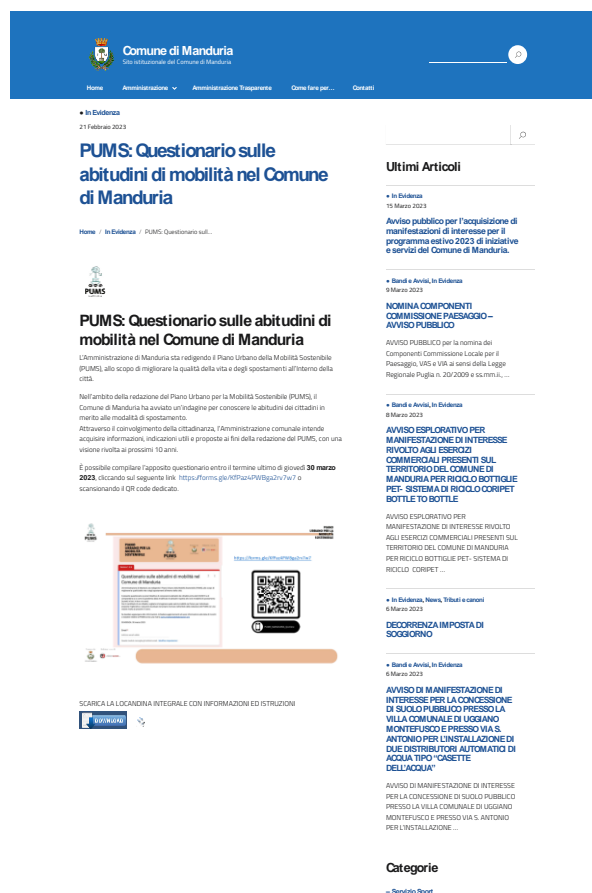 Comune di Manduria
Sito istituzionale del Comune di Manduria
Home
Amministrazione
Amministrazione Trasparente
Come fare per...
Contatti
● In Evidenza
21 Febbraio 2023
PUMS: Questionario sulle
abitudini di mobilità nel Comune
di Manduria
Home / In Evidenza / PUMS: Questionario sull...
PUMS
PUMS: Questionario sulle abitudini di
mobilità nel Comune di Manduria
L'Amministrazione di Manduria sta redigendo il Piano Urbano della Mobilità Sostenibile
(PUMS), allo scopo di migliorare la qualità della vita e degli spostamenti all'interno della
città.
Nell'ambito della redazione del Piano Urbano per la Mobilità Sostenibile (PUMS), il
Comune di Manduria ha avviato un'indagine per conoscere le abitudini dei cittadini in
merito alle modalità di spostamento.
Attraverso il coinvolgimento della cittadinanza, l'Amministrazione comunale intende
acquisire informazioni, indicazioni utili e proposte ai fini della redazione del PUMS, con una
visione rivolta ai prossimi 10 anni.
È possibile compilare l'apposito questionario entro il termine ultimo di giovedì 30 marzo
2023, cliccando sul seguente link https://forms.gle/KfPaz4PWBga2rv7w7 o
scansionando il QR code dedicato.
PUMS
PIANO
URBANO PER LA
MOBILITÀ
SOSTENIBILE
PIANO
URBANO PER LA
MOBILITÀ
SOSTENIBILE
PUMS
https://forms.gle/KfPaz4PWBga2rv7w7
Questionario sulle abitudini di mobilità nel
Comune di Manduria
SCARICA LA LOCANDINA INTEGRALE CON INFORMAZIONI ED ISTRUZIONI
DOWNLOAD
Ultimi Articoli
● In Evidenza
15 Marzo 2023
Avviso pubblico per l'acquisizione di
manifestazioni di interesse per il
programma estivo 2023 di iniziative
e servizi del Comune di Manduria.
● Bandi e Avvisi, In Evidenza
9 Marzo 2023
NOMINA COMPONENTI
COMMISSIONE PAESAGGIO –
AVVISO PUBBLICO
AVVISO PUBBLICO per la nomina dei
Componenti Commissione Locale per il
Paesaggio, VAS e VIA ai sensi della Legge
Regionale Puglia n. 20/2009 e ss.mm.ii., ...
● Bandi e Avvisi, In Evidenza
8 Marzo 2023
AVVISO ESPLORATIVO PER
MANIFESTAZIONE DI INTERESSE
RIVOLTO AGLI ESERCIZI
COMMERCIALI PRESENTI SUL
TERRITORIO DEL COMUNE DI
MANDURIA PER RICICLO BOTTIGLIE
PET- SISTEMA DI RICICLO CORIPET
BOTTLE TO BOTTLE
AVVISO ESPLORATIVO PER
MANIFESTAZIONE DI INTERESSE RIVOLTO
AGLI ESERCIZI COMMERCIALI PRESENTI SUL
TERRITORIO DEL COMUNE DI MANDURIA
PER RICICLO BOTTIGLIE PET- SISTEMA DI
RICICLO CORIPET ...
● In Evidenza, News, Tributi e canoni
6 Marzo 2023
DECORRENZA IMPOSTA DI
SOGGIORNO
● Bandi e Avvisi, In Evidenza
6 Marzo 2023
AVVISO DI MANIFESTAZIONE DI
INTERESSE PER LA CONCESSIONE
DI SUOLO PUBBLICO PRESSO LA
VILLA COMUNALE DI UGGIANO
MONTEFUSCO E PRESSO VIA S.
ANTONIO PER L'INSTALLAZIONE DI
DUE DISTRIBUTORI AUTOMATICI DI
ACQUA TIPO "CASETTE
DELL'ACQUA"
AVVISO DI MANIFESTAZIONE DI INTERESSE
PER LA CONCESSIONE DI SUOLO PUBBLICO
PRESSO LA VILLA COMUNALE DI UGGIANO
MONTEFUSCO E PRESSO VIA S. ANTONIO
PER L'INSTALLAZIONE ...
Categorie
– Servizio Sport